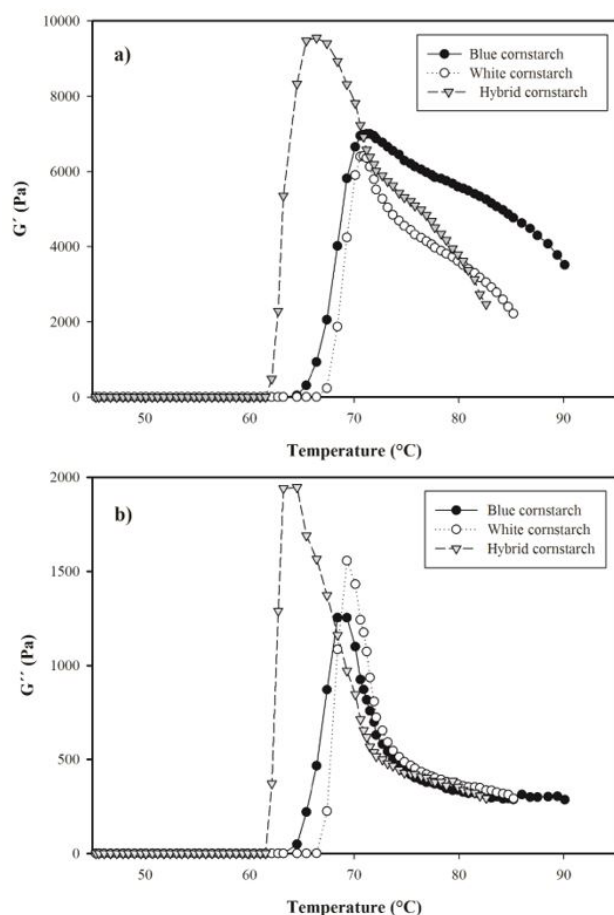 a)
Blue cornstarch
White cornstarch
Hybrid cornstarch
10000
8000
6000
4000
2000
0
G´ (Pa)
50 60 70 80 90
Temperature (°C)
b)
Blue cornstarch
White cornstarch
Hybrid cornstarch
2000
1500
1000
500
0
G´´ (Pa)
50 60 70 80 90
Temperature (°C)